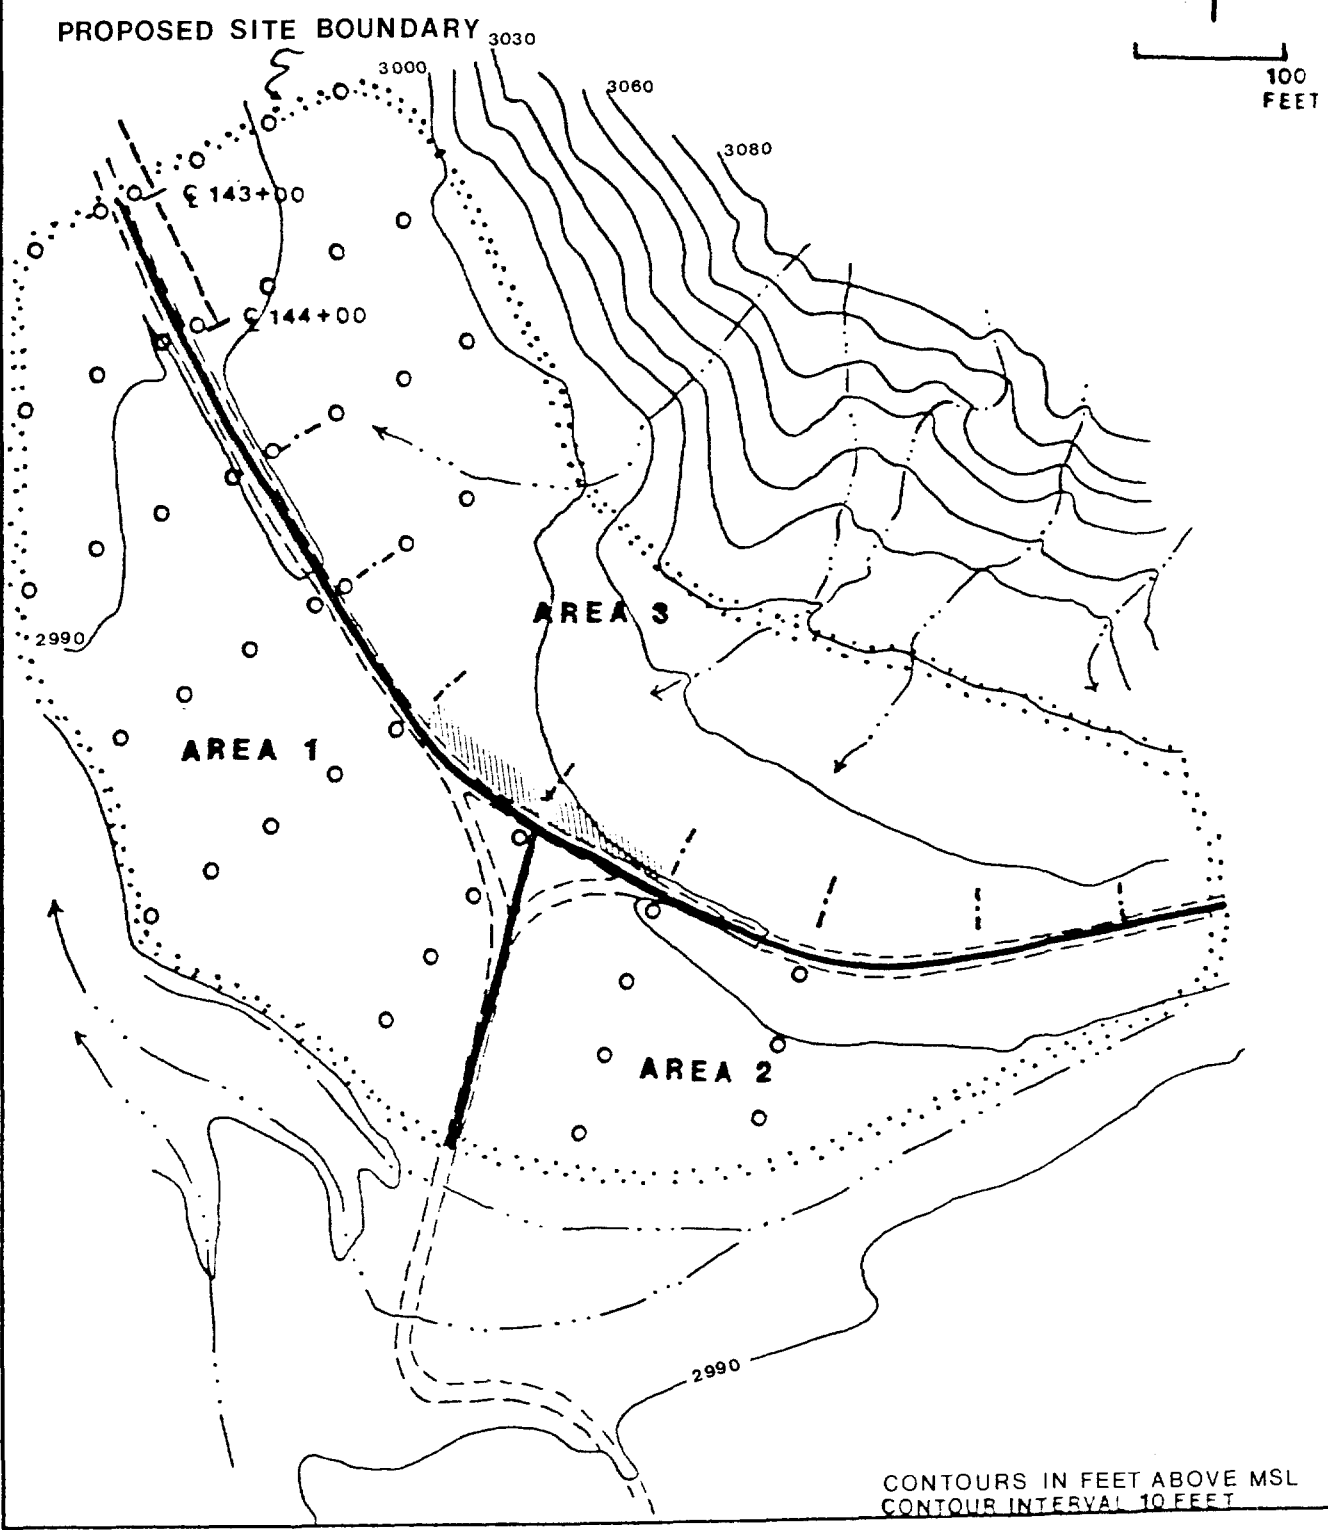 PROPOSED SITE BOUNDARY
3030
3000
3060
100
FEET
3080
℄ 143+00
℄ 144+00
AREA 3
2990
AREA 1
AREA 2
2990
CONTOURS IN FEET ABOVE MSL
CONTOUR INTERVAL 10 FEET